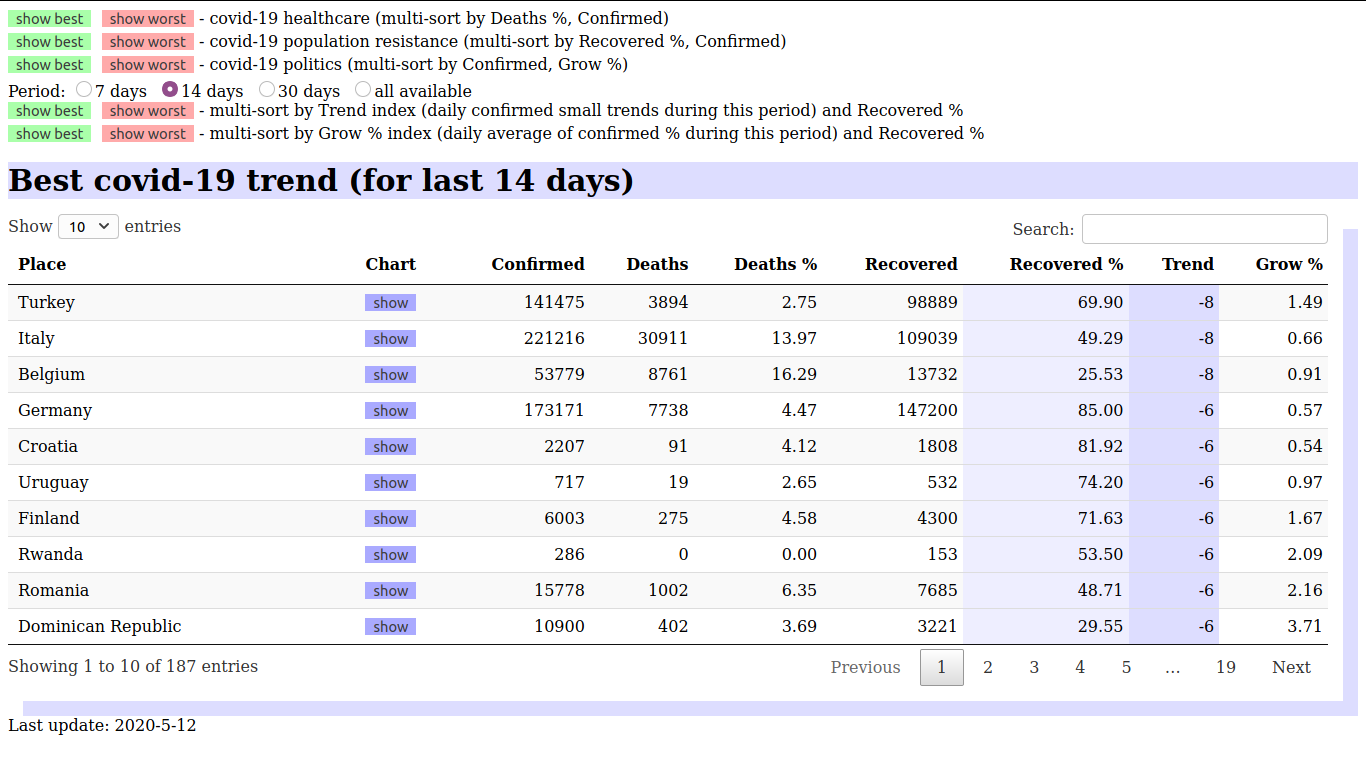 show best show worst - covid-19 healthcare (multi-sort by Deaths %, Confirmed)
show best show worst - covid-19 population resistance (multi-sort by Recovered %, Confirmed)
show best show worst - covid-19 politics (multi-sort by Confirmed, Grow %)
Period: 7 days 14 days 30 days all available
show best show worst - multi-sort by Trend index (daily confirmed small trends during this period) and Recovered %
show best show worst - multi-sort by Grow % index (daily average of confirmed % during this period) and Recovered %
Best covid-19 trend (for last 14 days)
Show 10 entries Search:
Place Chart Confirmed Deaths Deaths % Recovered Recovered % Trend Grow %
Turkey show 141475 3894 2.75 98889 69.90 -8 1.49
Italy show 221216 30911 13.97 109039 49.29 -8 0.66
Belgium show 53779 8761 16.29 13732 25.53 -8 0.91
Germany show 173171 7738 4.47 147200 85.00 -6 0.57
Croatia show 2207 91 4.12 1808 81.92 -6 0.54
Uruguay show 717 19 2.65 532 74.20 -6 0.97
Finland show 6003 275 4.58 4300 71.63 -6 1.67
Rwanda show 286 0 0.00 153 53.50 -6 2.09
Romania show 15778 1002 6.35 7685 48.71 -6 2.16
Dominican Republic show 10900 402 3.69 3221 29.55 -6 3.71
Showing 1 to 10 of 187 entries Previous 1 2 3 4 5 … 19 Next
Last update: 2020-5-12